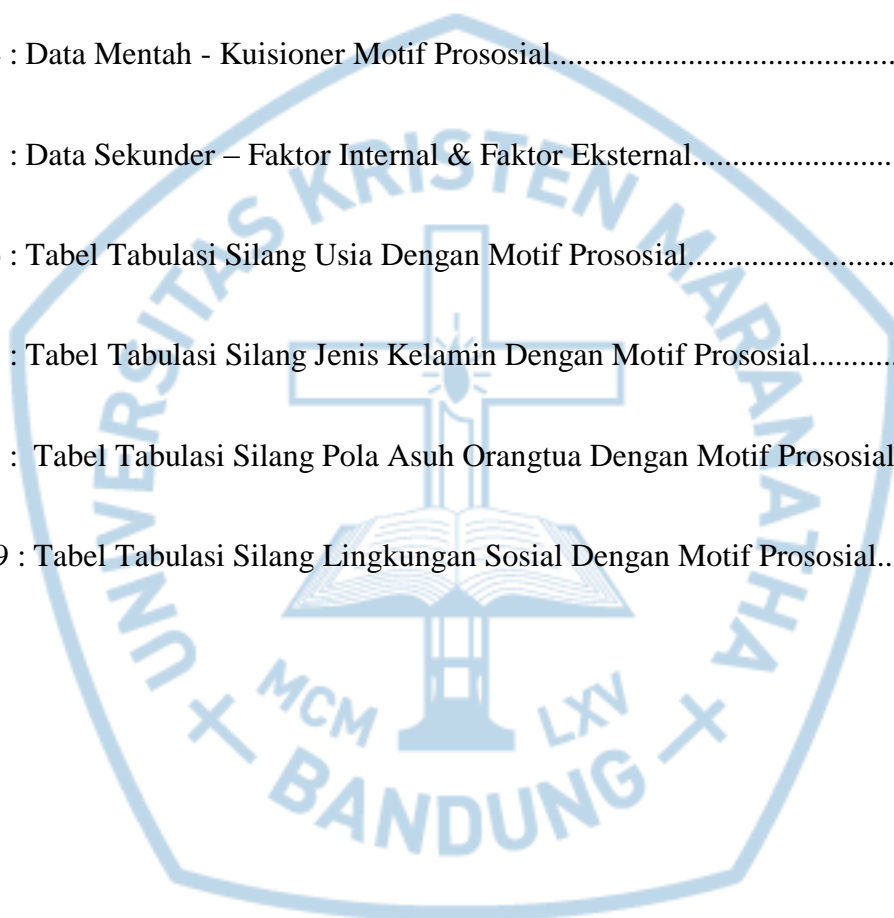 : Data Mentah - Kuisioner Motif Prososial...........................................
: Data Sekunder – Faktor Internal & Faktor Eksternal.........................
: Tabel Tabulasi Silang Usia Dengan Motif Prososial..........................
: Tabel Tabulasi Silang Jenis Kelamin Dengan Motif Prososial...........
: Tabel Tabulasi Silang Pola Asuh Orangtua Dengan Motif Prososial
9 : Tabel Tabulasi Silang Lingkungan Sosial Dengan Motif Prososial..
UNIVERSITAS KRISTEN MARANATHA
MCM LXV
BANDUNG